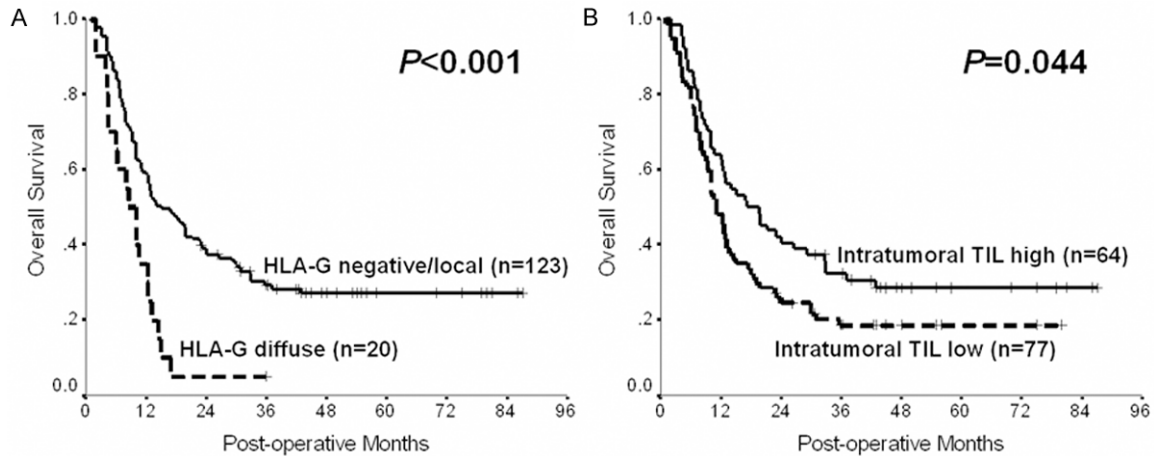 A
Overall Survival
1.0
.8
.6
.4
.2
0.0
P<0.001
HLA-G negative/local (n=123)
HLA-G diffuse (n=20)
0 12 24 36 48 60 72 84 96
Post-operative Months
B
Overall Survival
1.0
.8
.6
.4
.2
0.0
P=0.044
Intratumoral TIL high (n=64)
Intratumoral TIL low (n=77)
0 12 24 36 48 60 72 84 96
Post-operative Months